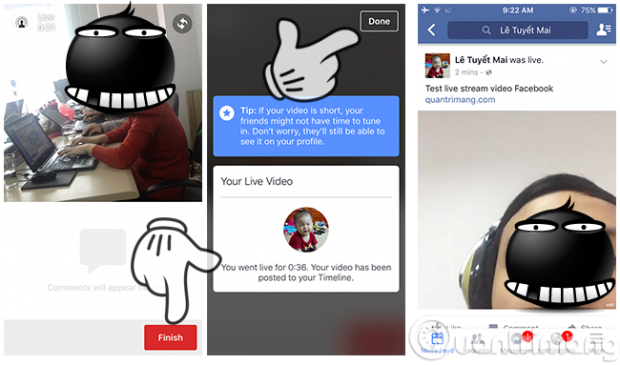 Live
Finish
Done
Tip: If your video is short, your
friends might not have time to tune
in. Don't worry, they'll still be able to
see it on your profile.
Your Live Video
You went live for 0:36. Your video has been
posted to your Timeline.
Comments will appear
9:22 AM
75%
Lê Tuyết Mai
Lê Tuyết Mai was live.
2 mins
Test live stream video Facebook
quantrimang.com
Like Comment Share
News Feed
More
Quantrimang